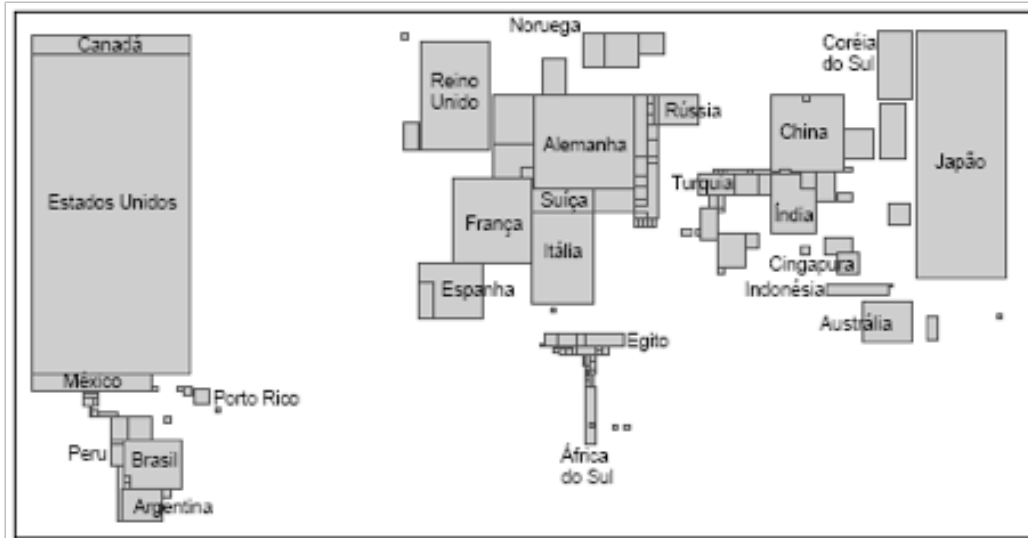 Canadá
Estados Unidos
México
Porto Rico
Peru
Brasil
Argentina
Noruega
Reino
Unido
Alemanha
Rússia
Suíça
França
Itália
Espanha
Egito
África
do Sul
Turquia
China
Índia
Cingapura
Indonésia
Austrália
Coréia
do Sul
Japão